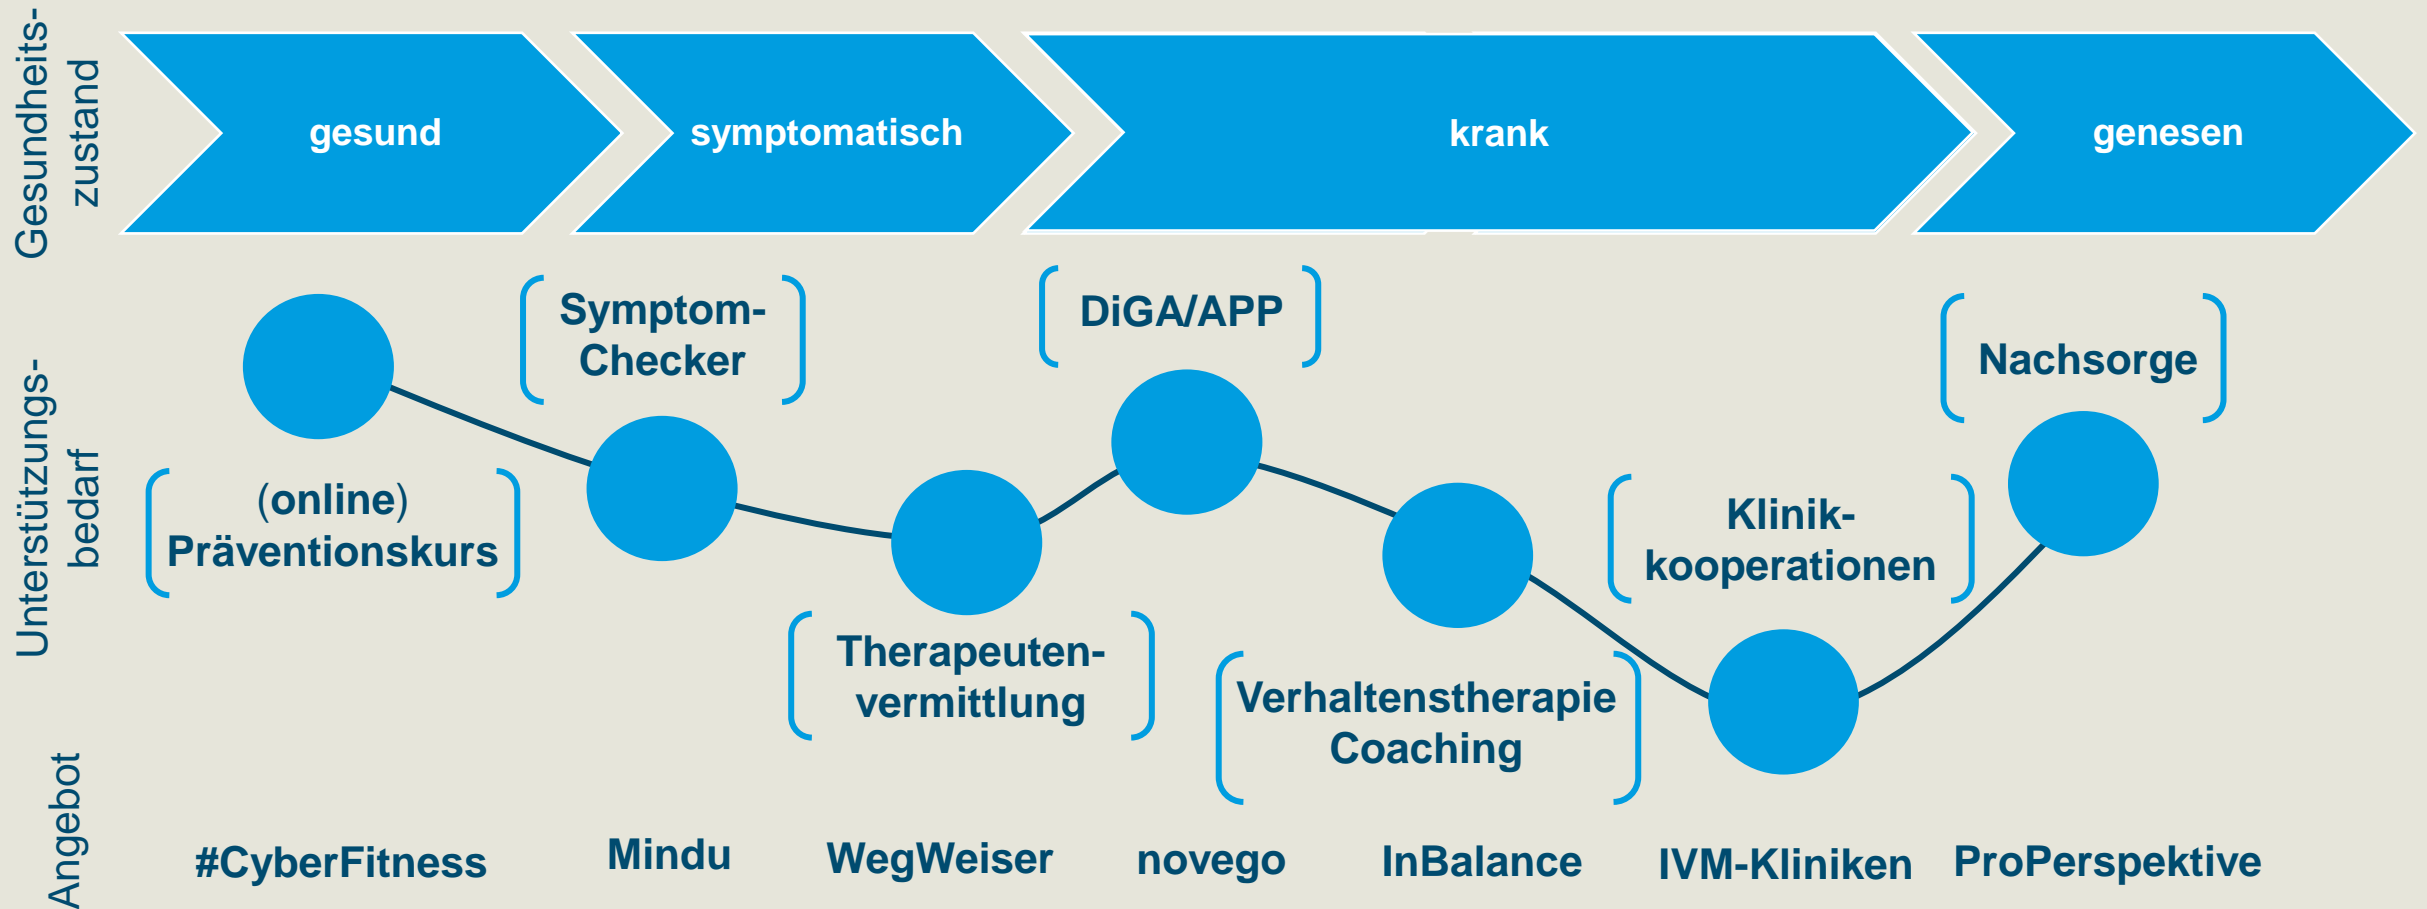 Gesundheits-
zustand
gesund
symptomatisch
krank
genesen
Unterstützungs-
bedarf
(online)
Präventionskurs
Symptom-
Checker
Therapeuten-
vermittlung
DiGA/APP
Verhaltenstherapie
Coaching
Klinik-
kooperationen
Nachsorge
Angebot
#CyberFitness
Mindu
WegWeiser
novego
InBalance
IVM-Kliniken
ProPerspektive